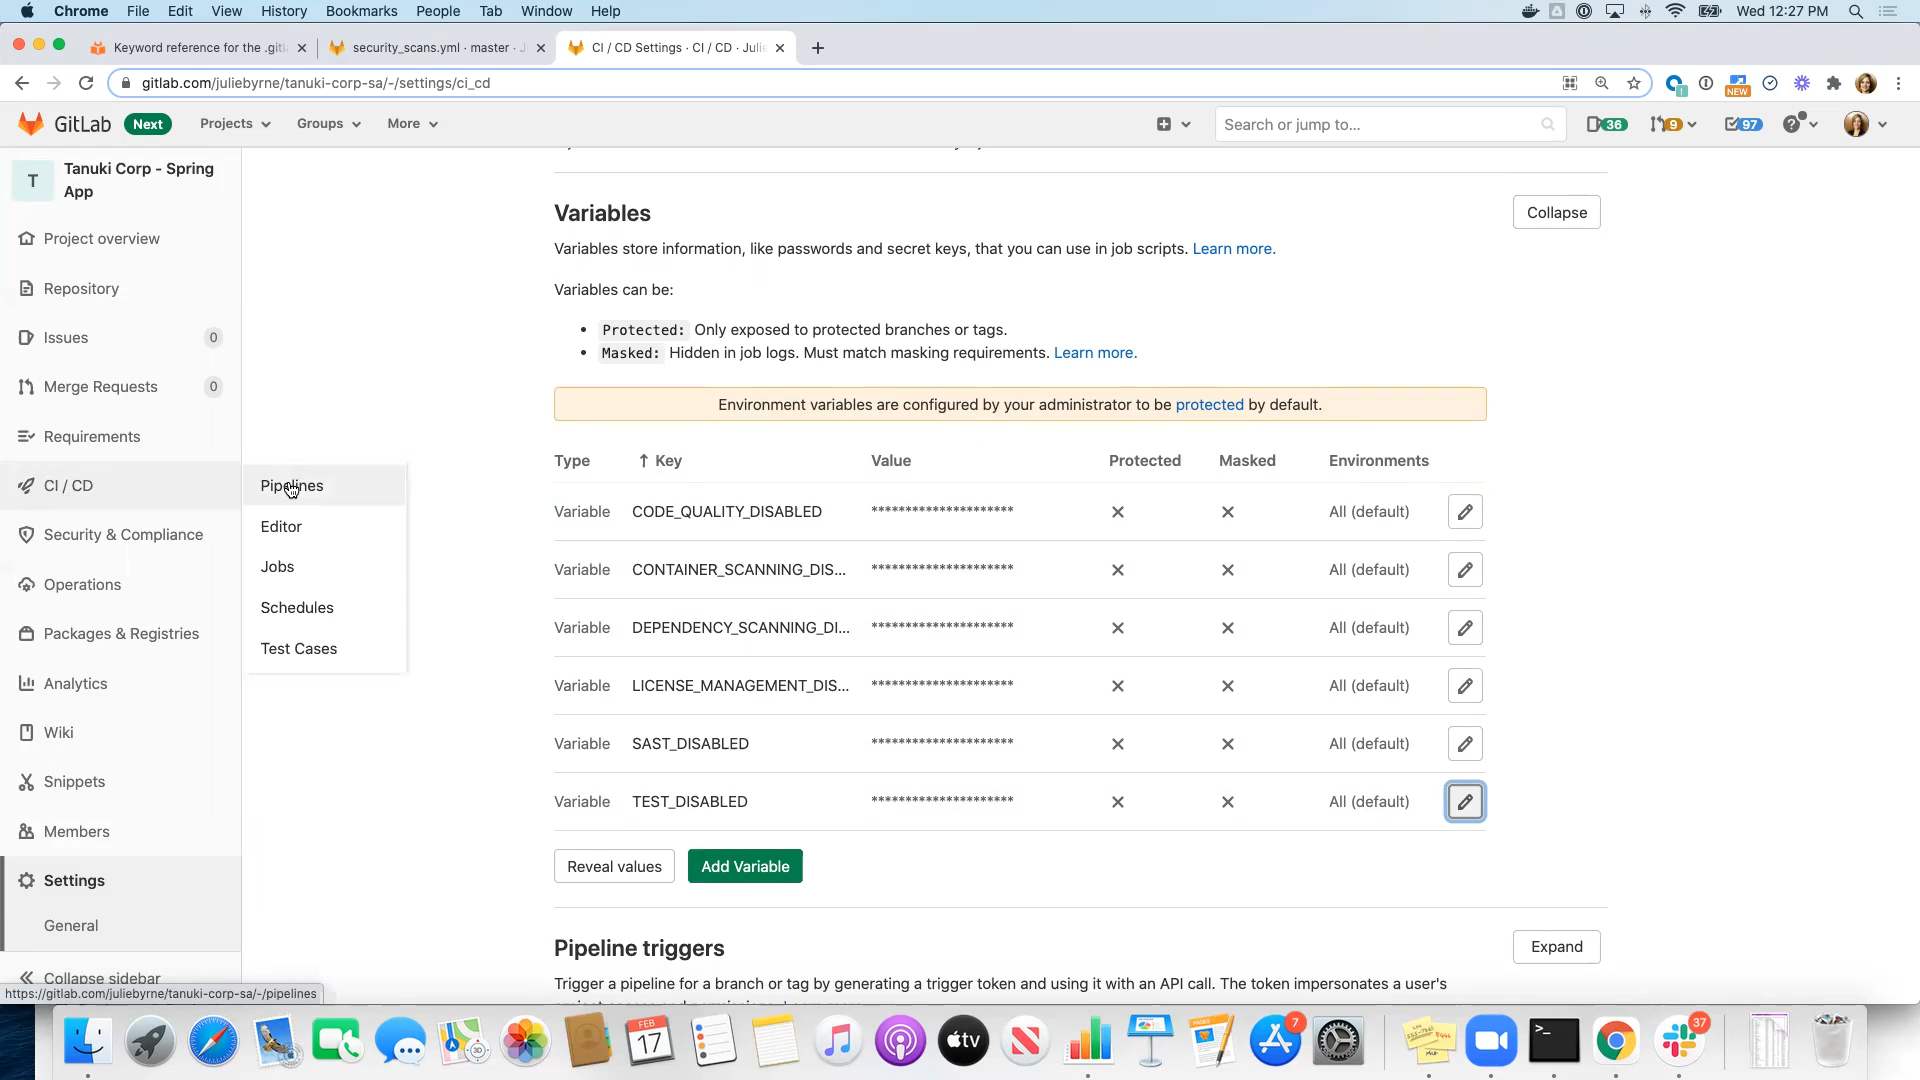 Chrome File Edit View History Bookmarks People Tab Window Help Wed 12:27 PM
Keyword reference for the .gitl
security_scans.yml · master · J
CI / CD Settings · CI / CD · Julie
gitlab.com/juliebyrne/tanuki-corp-sa/-/settings/ci_cd
NEW
GitLab Next Projects Groups More Search or jump to... 36 9 97
T
Tanuki Corp - Spring
App
Project overview
Repository
Issues 0
Merge Requests 0
Requirements
CI / CD
Security & Compliance
Operations
Packages & Registries
Analytics
Wiki
Snippets
Members
Settings
General
Collapse sidebar
https://gitlab.com/juliebyrne/tanuki-corp-sa/-/pipelines
Pipelines
Editor
Jobs
Schedules
Test Cases
Variables
Collapse
Variables store information, like passwords and secret keys, that you can use in job scripts. Learn more.
Variables can be:
• Protected: Only exposed to protected branches or tags.
• Masked: Hidden in job logs. Must match masking requirements. Learn more.
Environment variables are configured by your administrator to be protected by default.
Type ↑ Key Value Protected Masked Environments
Variable CODE_QUALITY_DISABLED ********************* All (default)
Variable CONTAINER_SCANNING_DIS... ********************* All (default)
Variable DEPENDENCY_SCANNING_DI... ********************* All (default)
Variable LICENSE_MANAGEMENT_DIS... ********************* All (default)
Variable SAST_DISABLED ********************* All (default)
Variable TEST_DISABLED ********************* All (default)
Reveal values Add Variable
Pipeline triggers
Expand
Trigger a pipeline for a branch or tag by generating a trigger token and using it with an API call. The token impersonates a user's
FEB
17
tv
7
37